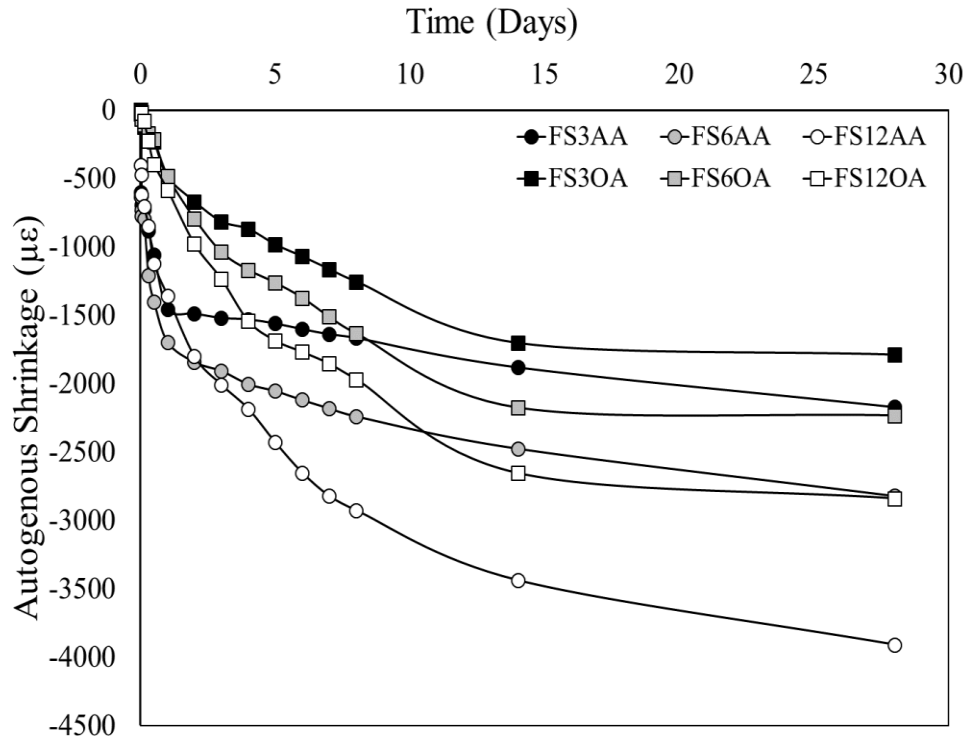 Time (Days)
0 5 10 15 20 25 30
0
-500
-1000
-1500
-2000
-2500
-3000
-3500
-4000
-4500
Autogenous Shrinkage (με)
FS3AA FS6AA FS12AA
FS3OA FS6OA FS12OA